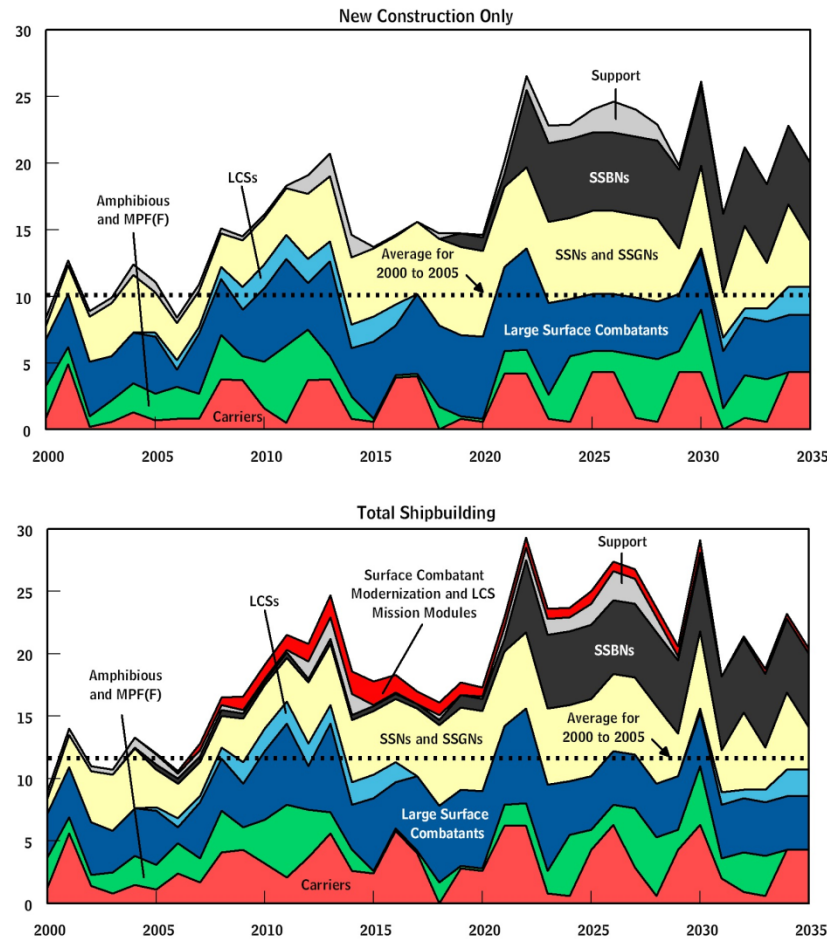 New Construction Only
30
25
20
15
10
5
0
Support
SSBNs
LCSs
Amphibious
and MPF(F)
SSNs and SSGNs
Average for
2000 to 2005
Large Surface Combatants
Carriers
2000 2005 2010 2015 2020 2025 2030 2035
Total Shipbuilding
30
25
20
15
10
5
0
Support
Surface Combatant
Modernization and LCS
Mission Modules
LCSs
SSBNs
Amphibious
and MPF(F)
SSNs and SSGNs
Average for
2000 to 2005
Large Surface
Combatants
Carriers
2000 2005 2010 2015 2020 2025 2030 2035